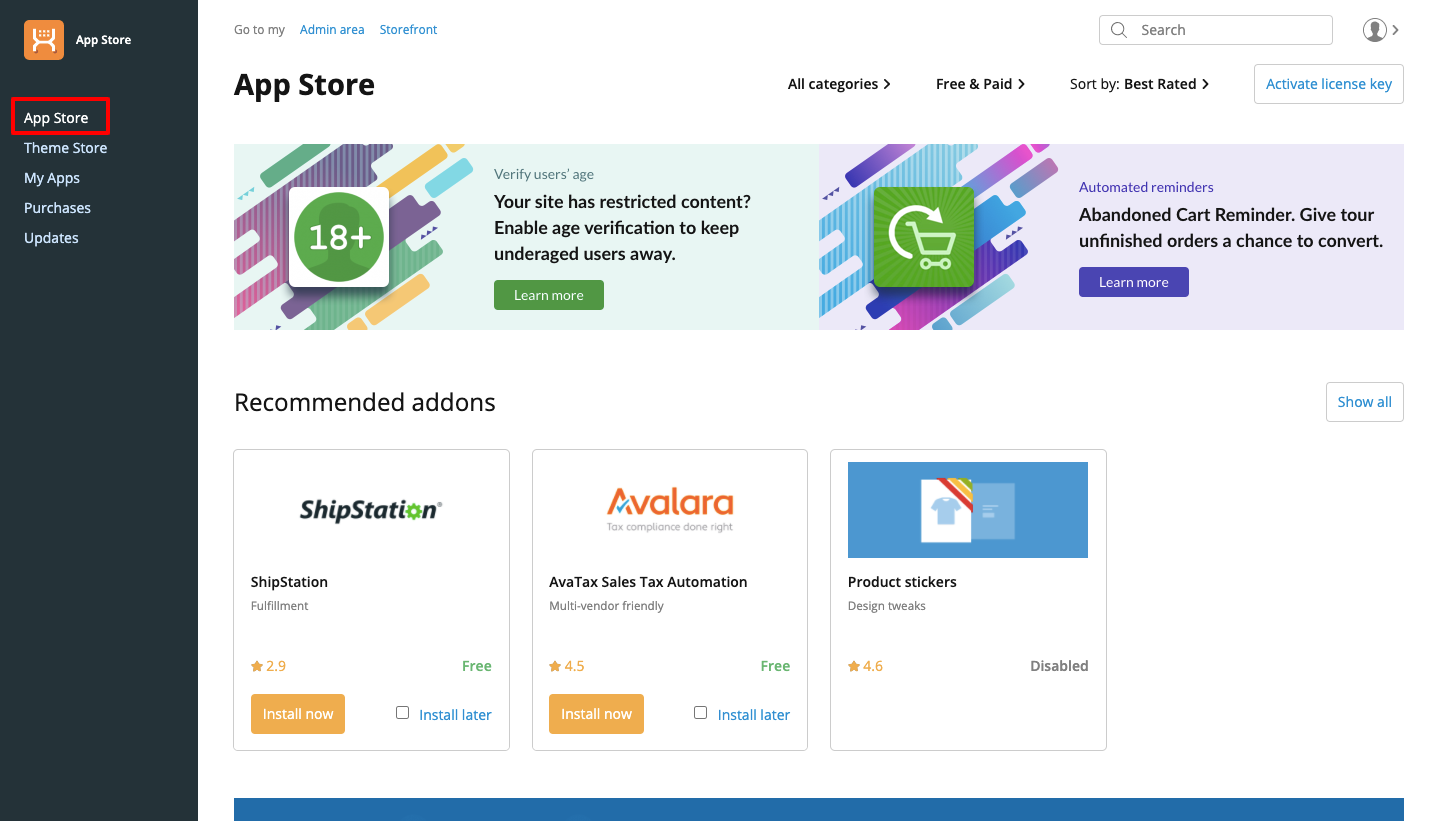 App Store
Go to my Admin area Storefront
Search
App Store
Theme Store
My Apps
Purchases
Updates
App Store
All categories
Free & Paid
Sort by: Best Rated
Activate license key
18+
Verify users' age
Your site has restricted content?
Enable age verification to keep
underaged users away.
Learn more
Automated reminders
Abandoned Cart Reminder. Give tour
unfinished orders a chance to convert.
Learn more
Recommended addons
Show all
ShipStation®
ShipStation
Fulfillment
2.9 Free
Install now Install later
Avalara
Tax compliance done right
AvaTax Sales Tax Automation
Multi-vendor friendly
4.5 Free
Install now Install later
Product stickers
Design tweaks
4.6 Disabled